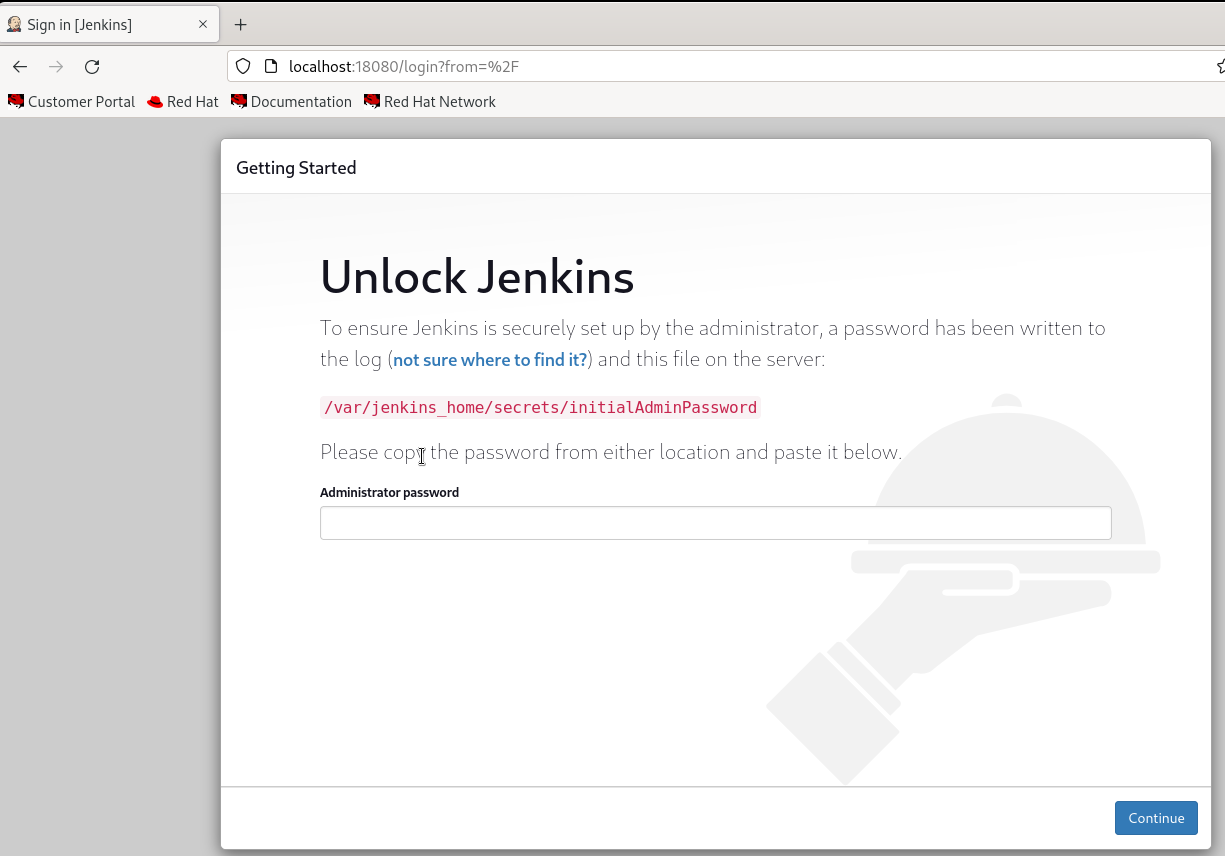 Sign in [Jenkins]
localhost:18080/login?from=%2F
Customer Portal Red Hat Documentation Red Hat Network
Getting Started
Unlock Jenkins
To ensure Jenkins is securely set up by the administrator, a password has been written to
the log (not sure where to find it?) and this file on the server:
/var/jenkins_home/secrets/initialAdminPassword
Please copy the password from either location and paste it below.
Administrator password
Continue